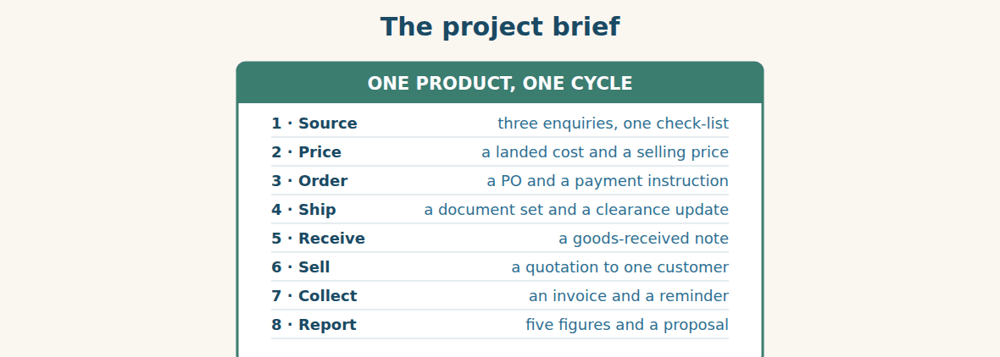 The project brief
ONE PRODUCT, ONE CYCLE
1 · Source three enquiries, one check-list
2 · Price a landed cost and a selling price
3 · Order a PO and a payment instruction
4 · Ship a document set and a clearance update
5 · Receive a goods-received note
6 · Sell a quotation to one customer
7 · Collect an invoice and a reminder
8 · Report five figures and a proposal